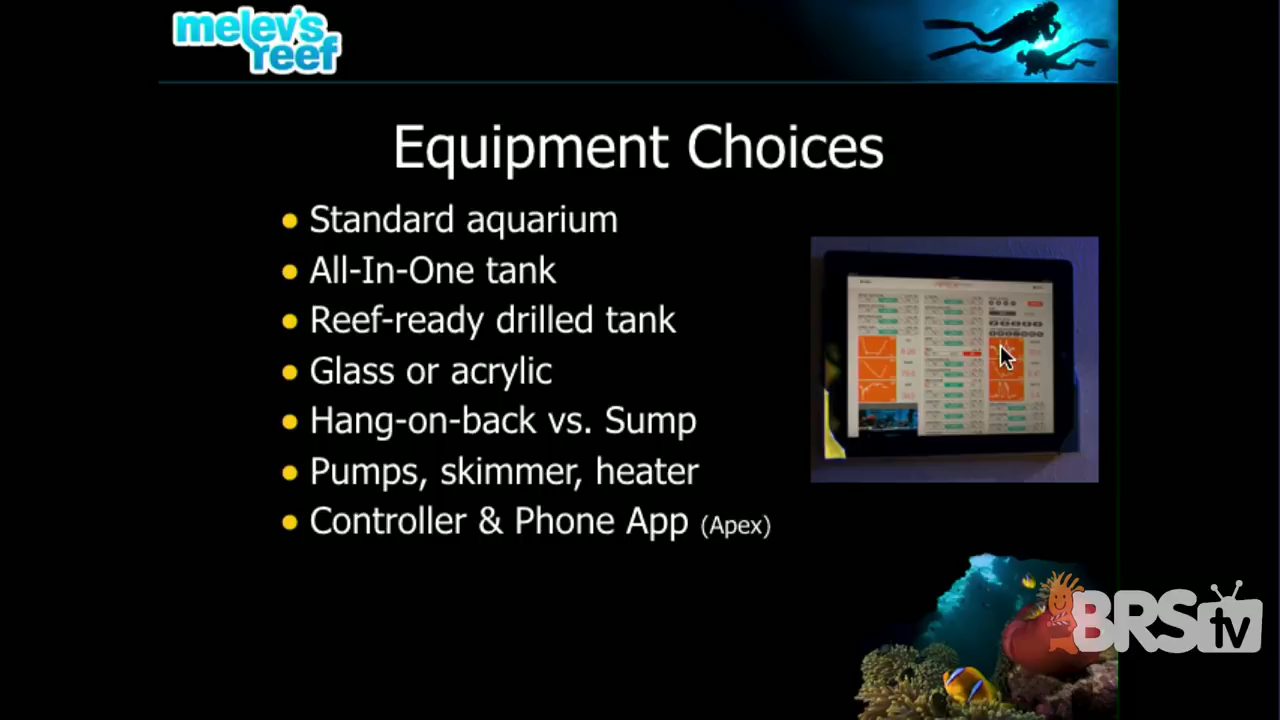 melev's
reef
Equipment Choices
Standard aquarium
All-In-One tank
Reef-ready drilled tank
Glass or acrylic
Hang-on-back vs. Sump
Pumps, skimmer, heater
Controller & Phone App (Apex)
BRStv